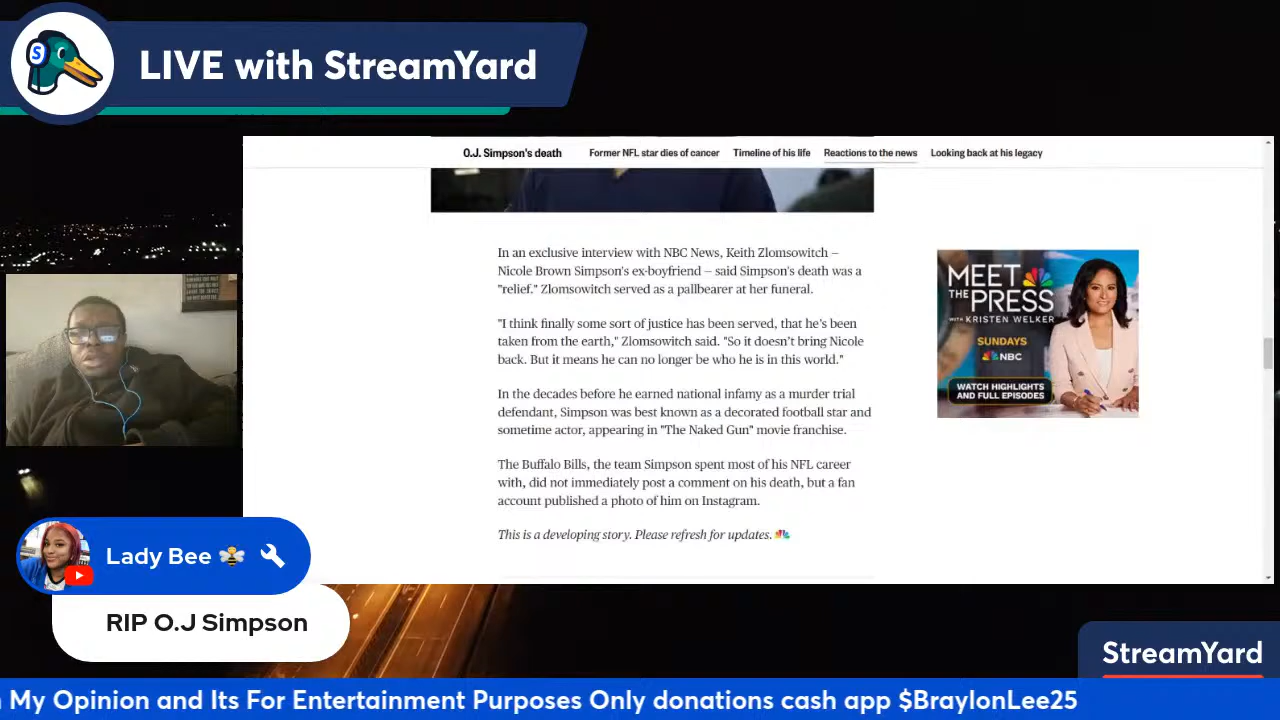 S
LIVE with StreamYard
O.J. Simpson's death
Former NFL star dies of cancer
Timeline of his life
Reactions to the news
Looking back at his legacy
In an exclusive interview with NBC News, Keith Zlomsowitch —
Nicole Brown Simpson's ex-boyfriend — said Simpson's death was a
"relief." Zlomsowitch served as a pallbearer at her funeral.
"I think finally some sort of justice has been served, that he's been
taken from the earth," Zlomsowitch said. "So it doesn't bring Nicole
back. But it means he can no longer be who he is in this world."
In the decades before he earned national infamy as a murder trial
defendant, Simpson was best known as a decorated football star and
sometime actor, appearing in "The Naked Gun" movie franchise.
The Buffalo Bills, the team Simpson spent most of his NFL career
with, did not immediately post a comment on his death, but a fan
account published a photo of him on Instagram.
This is a developing story. Please refresh for updates.
MEET
THE PRESS
WITH KRISTEN WELKER
SUNDAYS
NBC
WATCH HIGHLIGHTS
AND FULL EPISODES
Lady Bee 🐝
RIP O.J Simpson
StreamYard
My Opinion and Its For Entertainment Purposes Only donations cash app $BraylonLee25